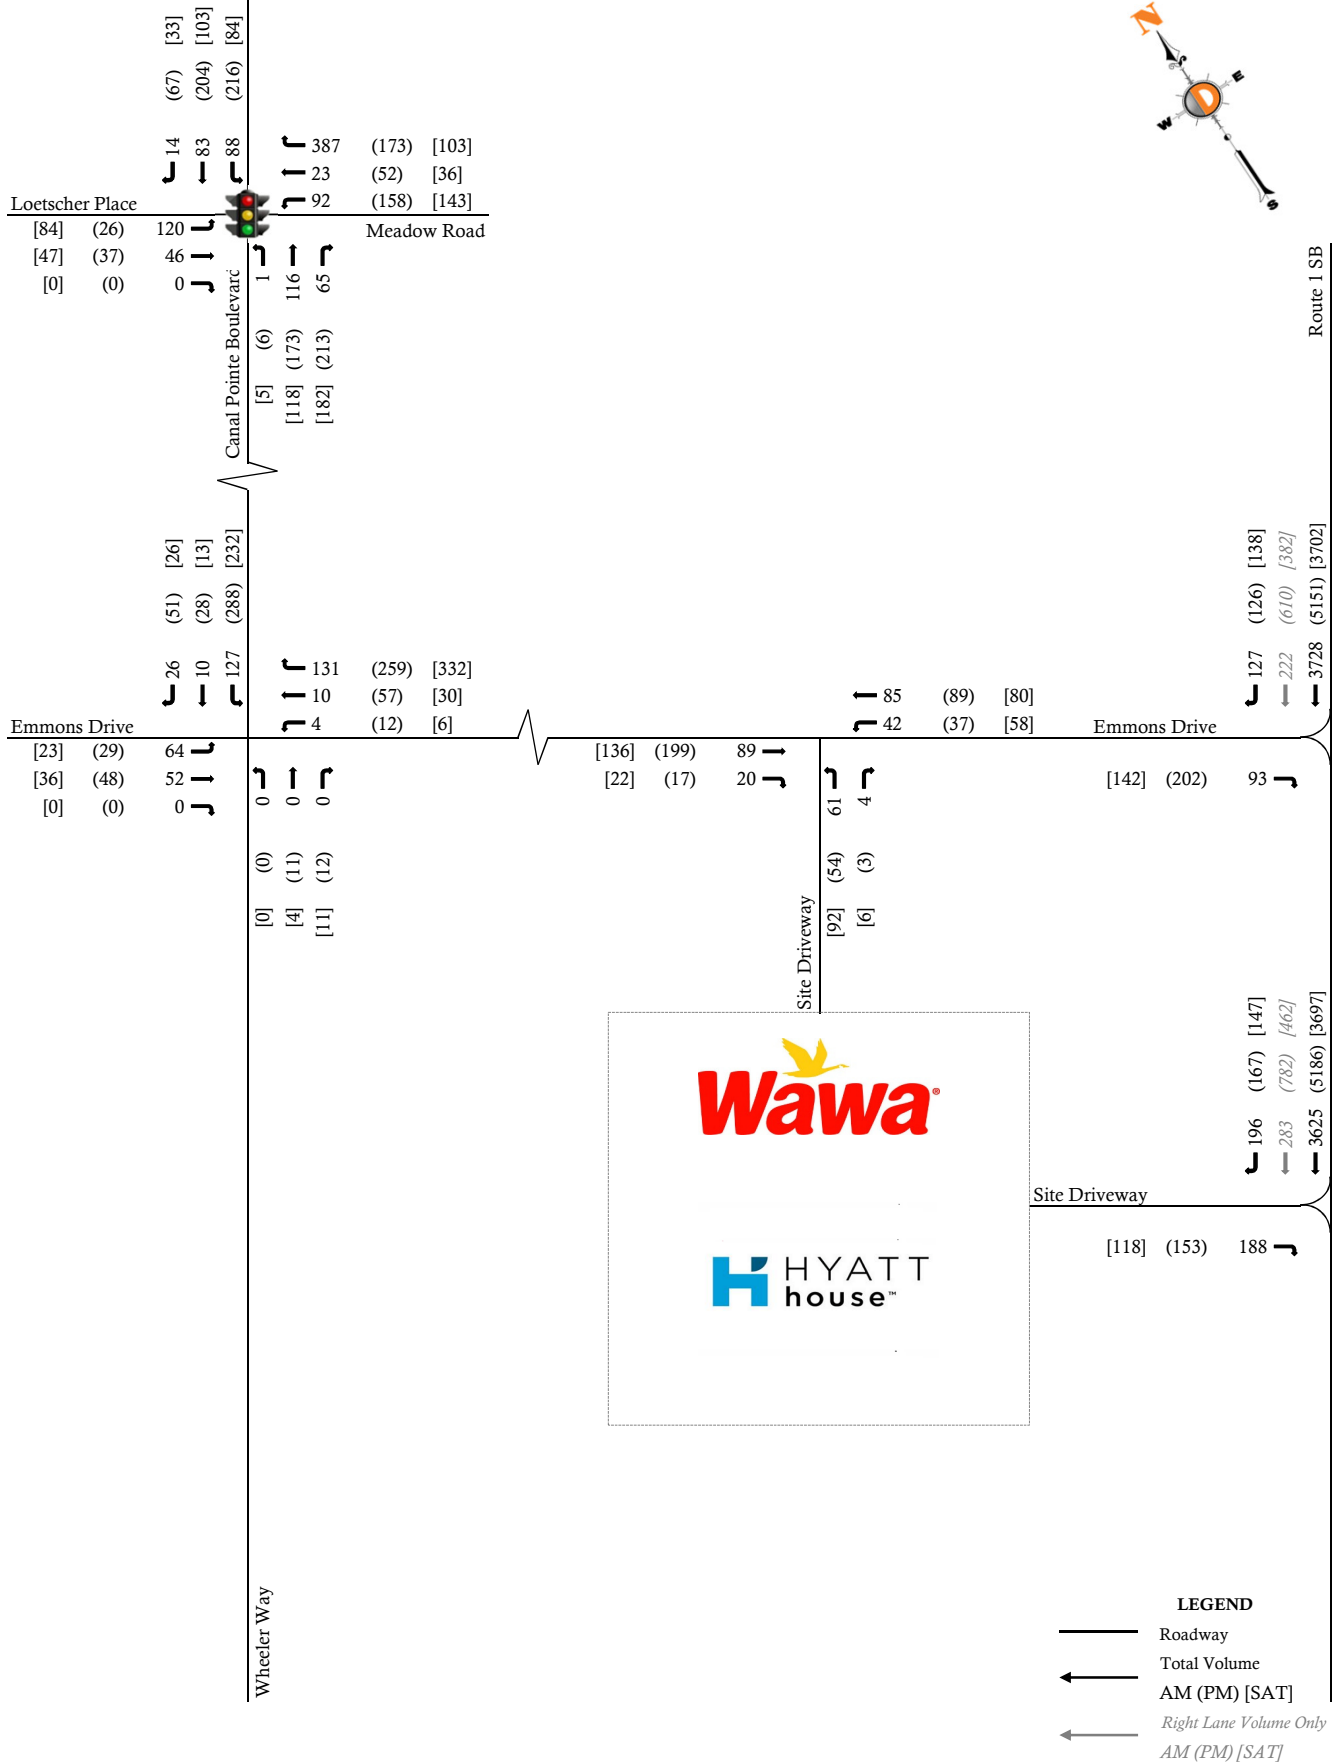 N
S
E
W
D
S
[33] [103] [84]
(67) (204) (216)
14 83 88
387 (173) [103]
23 (52) [36]
92 (158) [143]
Loetscher Place
Meadow Road
[84] (26) 120
[47] (37) 46
[0] (0) 0
1 116 65
(6) (173) (213)
[5] [118] [182]
Canal Pointe Boulevard
Route 1 SB
[26] [13] [232]
(51) (28) (288)
26 10 127
131 (259) [332]
10 (57) [30]
4 (12) [6]
Emmons Drive
[23] (29) 64
[36] (48) 52
[0] (0) 0
0 0 0
(0) (11) (12)
[0] [4] [11]
85 (89) [80]
42 (37) [58]
Emmons Drive
[136] (199) 89
[22] (17) 20
61 4
(54) (3)
[92] [6]
Site Driveway
127 (126) [138]
222 (610) [382]
3728 (5151) [3702]
[142] (202) 93
Wawa®
HYATT
house™
196 (167) [147]
283 (782) [462]
3625 (5186) [3697]
Site Driveway
[118] (153) 188
Wheeler Way
LEGEND
Roadway
Total Volume
AM (PM) [SAT]
Right Lane Volume Only
AM (PM) [SAT]